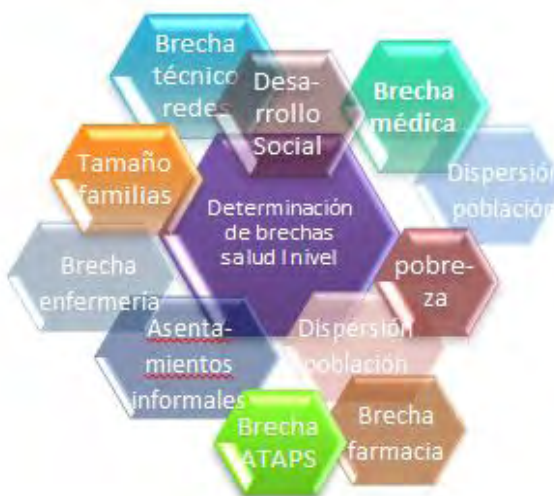 Brecha
técnico
redes
Desa-
rrollo
Social
Brecha
médica
Tamaño
familias
Dispersión
población
Determinación
de brechas
salud I nivel
Brecha
enfermería
pobre-
za
Asenta-
mientos
informales
Dispersión
población
Brecha
ATAPS
Brecha
farmacia